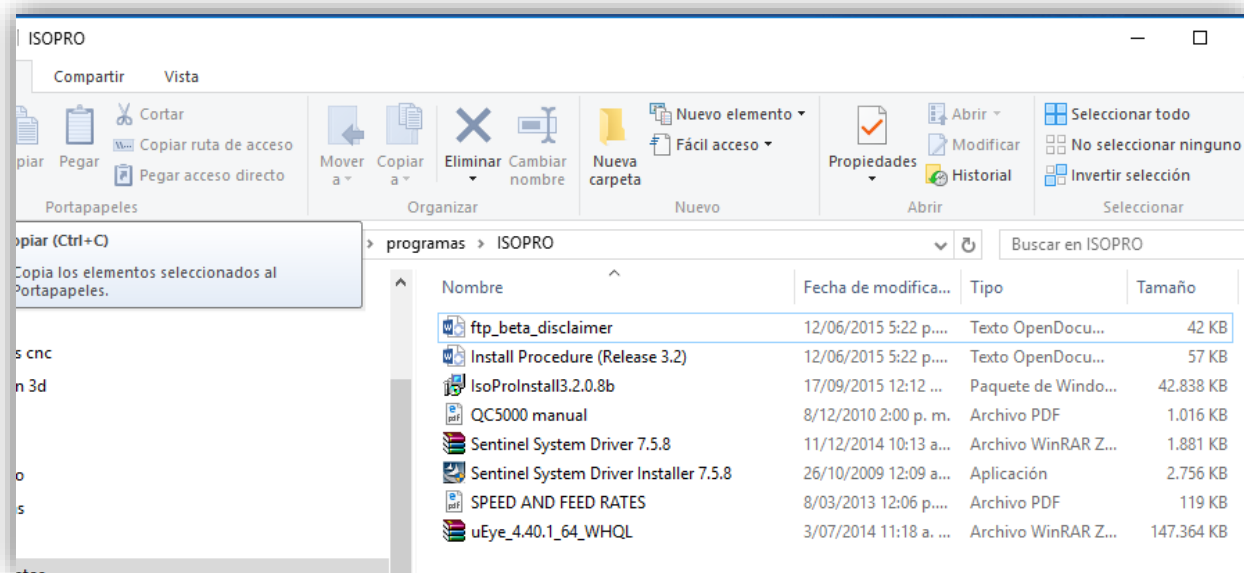 ISOPRO
Compartir Vista
Cortar
Copiar ruta de acceso
Pegar acceso directo
piar Pegar
Portapapeles
Mover a
Copiar a
Eliminar
Cambiar nombre
Organizar
Nueva carpeta
Nuevo elemento
Fácil acceso
Nuevo
Propiedades
Abrir
Modificar
Historial
Abrir
Seleccionar todo
No seleccionar ninguno
Invertir selección
Seleccionar
opiar (Ctrl+C)
Copia los elementos seleccionados al
Portapapeles.
programas > ISOPRO
Buscar en ISOPRO
Nombre Fecha de modifica... Tipo Tamaño
ftp_beta_disclaimer 12/06/2015 5:22 p.... Texto OpenDocu... 42 KB
Install Procedure (Release 3.2) 12/06/2015 5:22 p.... Texto OpenDocu... 57 KB
IsoProInstall3.2.0.8b 17/09/2015 12:12 ... Paquete de Windo... 42.838 KB
QC5000 manual 8/12/2010 2:00 p. m. Archivo PDF 1.016 KB
Sentinel System Driver 7.5.8 11/12/2014 10:13 a... Archivo WinRAR Z... 1.881 KB
Sentinel System Driver Installer 7.5.8 26/10/2009 12:09 a... Aplicación 2.756 KB
SPEED AND FEED RATES 8/03/2013 12:06 p.... Archivo PDF 119 KB
uEye_4.40.1_64_WHQL 3/07/2014 11:18 a. ... Archivo WinRAR Z... 147.364 KB
s cnc
n 3d